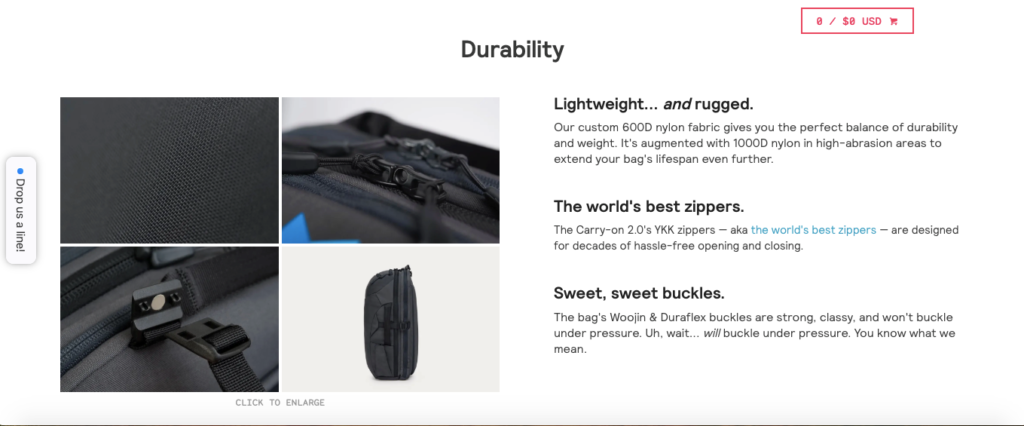 0 / $0 USD
Durability
Drop us a line!
CLICK TO ENLARGE
Lightweight... and rugged.
Our custom 600D nylon fabric gives you the perfect balance of durability
and weight. It's augmented with 1000D nylon in high-abrasion areas to
extend your bag's lifespan even further.
The world's best zippers.
The Carry-on 2.0's YKK zippers — aka the world's best zippers — are designed
for decades of hassle-free opening and closing.
Sweet, sweet buckles.
The bag's Woojin & Duraflex buckles are strong, classy, and won't buckle
under pressure. Uh, wait... will buckle under pressure. You know what we
mean.